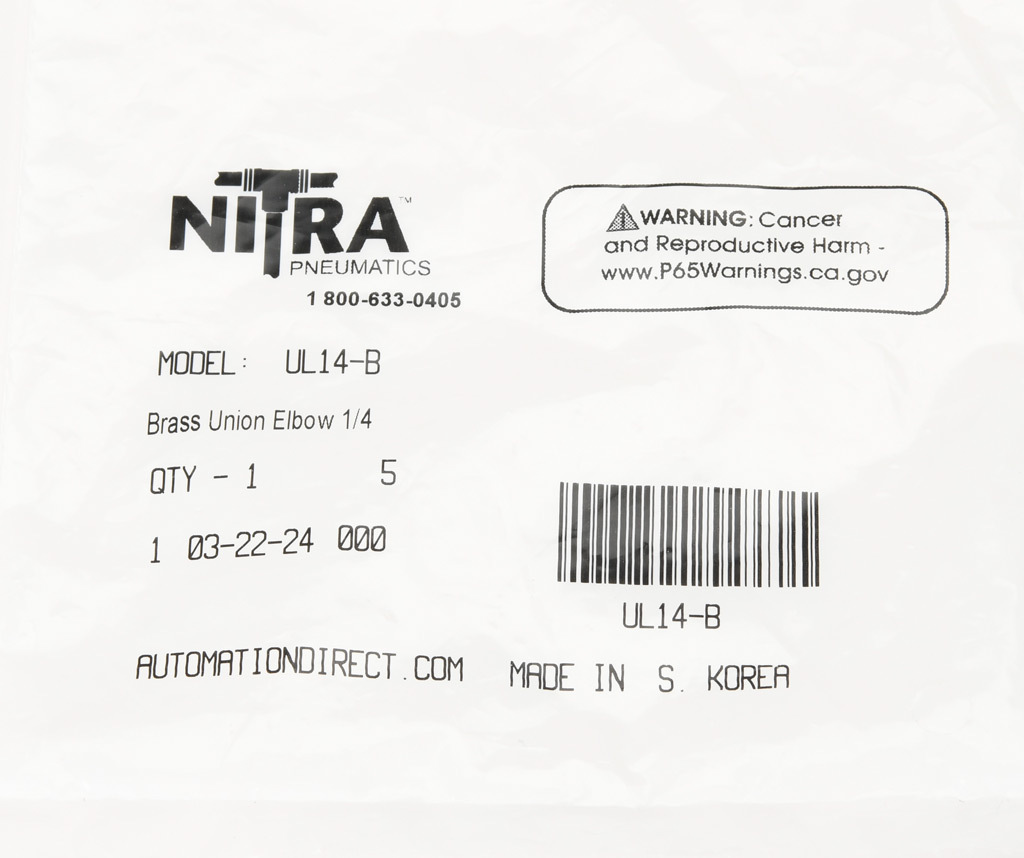 NITRA™
PNEUMATICS
1 800-633-0405
⚠WARNING: Cancer
and Reproductive Harm -
www.P65Warnings.ca.gov
MODEL: UL14-B
Brass Union Elbow 1/4
QTY - 1 5
1 03-22-24 000
UL14-B
AUTOMATIONDIRECT.COM MADE IN S. KOREA